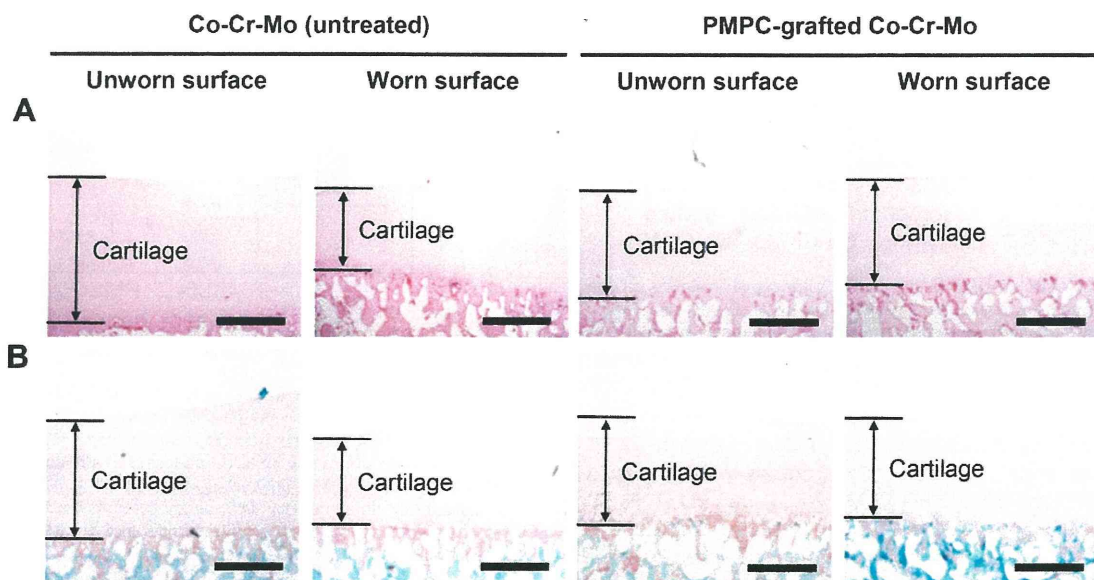 Co-Cr-Mo (untreated) PMPC-grafted Co-Cr-Mo
Unworn surface Worn surface Unworn surface Worn surface
A
Cartilage Cartilage Cartilage Cartilage
B
Cartilage Cartilage Cartilage Cartilage